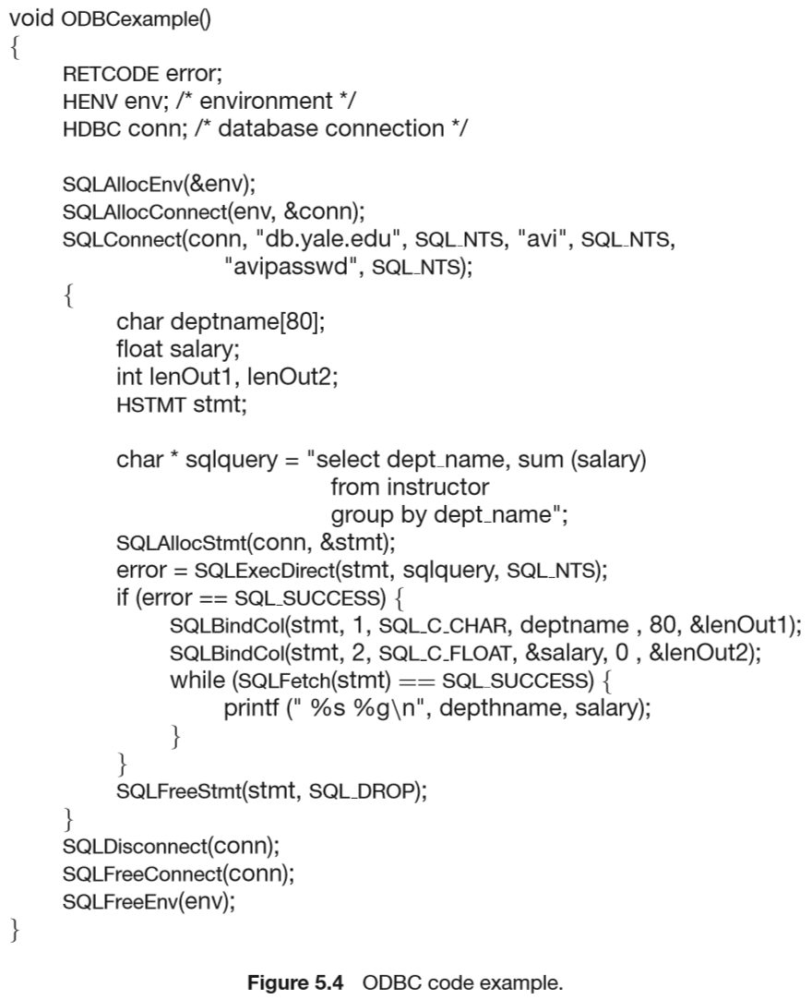 void ODBCexample()
{
RETCODE error;
HENV env; /* environment */
HDBC conn; /* database connection */
SQLAllocEnv(&env);
SQLAllocConnect(env, &conn);
SQLConnect(conn, "db.yale.edu", SQL_NTS, "avi", SQL_NTS,
"avipasswd", SQL_NTS);
{
char deptname[80];
float salary;
int lenOut1, lenOut2;
HSTMT stmt;
char * sqlquery = "select dept_name, sum (salary)
from instructor
group by dept_name";
SQLAllocStmt(conn, &stmt);
error = SQLExecDirect(stmt, sqlquery, SQL_NTS);
if (error == SQL_SUCCESS) {
SQLBindCol(stmt, 1, SQL_C_CHAR, deptname , 80, &lenOut1);
SQLBindCol(stmt, 2, SQL_C_FLOAT, &salary, 0 , &lenOut2);
while (SQLFetch(stmt) == SQL_SUCCESS) {
printf (" %s %g\n", depthname, salary);
}
}
SQLFreeStmt(stmt, SQL_DROP);
}
SQLDisconnect(conn);
SQLFreeConnect(conn);
SQLFreeEnv(env);
}
Figure 5.4 ODBC code example.